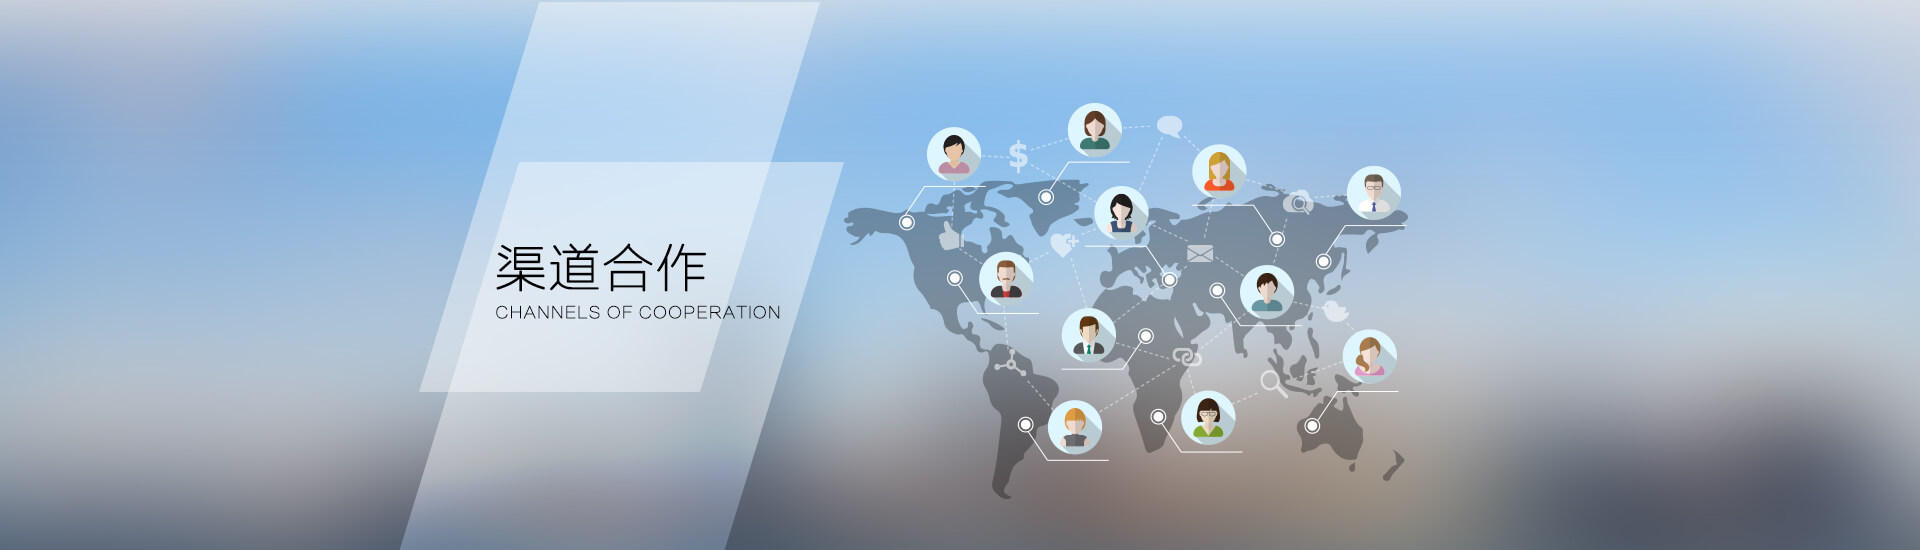 渠道合作
CHANNELS OF COOPERATION